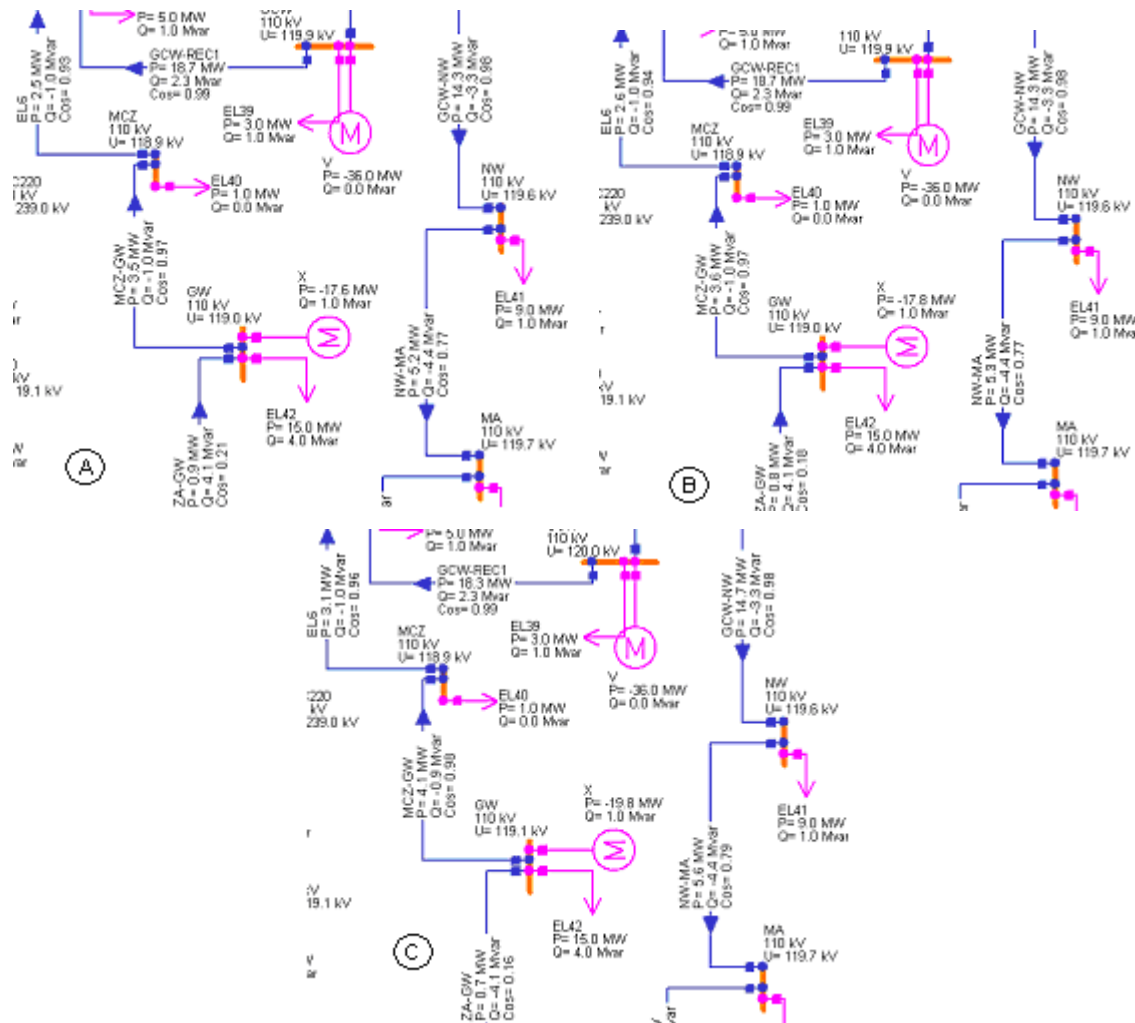 P= 5.0 MW
Q= 1.0 Mvar
110 kV
U= 119.9 kV
GCW-REC1
P= 18.7 MW
Q= 2.3 Mvar
Cos= 0.99
EL6
P= 2.5 MW
Q= -1.0 Mvar
Cos= 0.93
MCZ
110 kV
U= 118.9 kV
EL39
P= 3.0 MW
Q= 1.0 Mvar
M
V
P= -36.0 MW
Q= 0.0 Mvar
GCW-NW
P= 14.3 MW
Q= -3.3 Mvar
Cos= 0.98
EL40
P= 1.0 MW
Q= 0.0 Mvar
C220
kV
239.0 kV
NW
110 kV
U= 119.6 kV
MCZ-GW
P= 3.5 MW
Q= -1.0 Mvar
Cos= 0.97
GW
110 kV
U= 119.0 kV
X
P= -17.6 MW
Q= 1.0 Mvar
M
EL41
P= 9.0 MW
Q= 1.0 Mvar
NW-MA
P= 5.2 MW
Q= -4.4 Mvar
Cos= 0.77
19.1 kV
EL42
P= 15.0 MW
Q= 4.0 Mvar
ZA-GW
P= 0.9 MW
Q= 4.1 Mvar
Cos= 0.21
MA
110 kV
U= 119.7 kV
ar
A
Q= 1.0 Mvar
110 kV
U= 119.9 kV
GCW-REC1
P= 18.7 MW
Q= 2.3 Mvar
Cos= 0.99
EL6
P= 2.6 MW
Q= -1.0 Mvar
Cos= 0.94
MCZ
110 kV
U= 118.9 kV
EL39
P= 3.0 MW
Q= 1.0 Mvar
M
V
P= -36.0 MW
Q= 0.0 Mvar
GCW-NW
P= 14.3 MW
Q= -3.3 Mvar
Cos= 0.98
EL40
P= 1.0 MW
Q= 0.0 Mvar
C220
kV
239.0 kV
NW
110 kV
U= 119.6 kV
MCZ-GW
P= 3.6 MW
Q= -1.0 Mvar
Cos= 0.97
GW
110 kV
U= 119.0 kV
X
P= -17.8 MW
Q= 1.0 Mvar
M
EL41
P= 9.0 MW
Q= 1.0 Mvar
NW-MA
P= 5.3 MW
Q= -4.4 Mvar
Cos= 0.77
19.1 kV
EL42
P= 15.0 MW
Q= 4.0 Mvar
ZA-GW
P= 0.8 MW
Q= 4.1 Mvar
Cos= 0.18
MA
110 kV
U= 119.7 kV
ar
B
P= 5.0 MW
Q= 1.0 Mvar
110 kV
U= 120.0 kV
GCW-REC1
P= 18.3 MW
Q= 2.3 Mvar
Cos= 0.99
EL6
P= 3.1 MW
Q= -1.0 Mvar
Cos= 0.96
MCZ
110 kV
U= 118.9 kV
EL39
P= 3.0 MW
Q= 1.0 Mvar
M
V
P= -36.0 MW
Q= 0.0 Mvar
GCW-NW
P= 14.7 MW
Q= -3.3 Mvar
Cos= 0.98
EL40
P= 1.0 MW
Q= 0.0 Mvar
C220
kV
239.0 kV
NW
110 kV
U= 119.6 kV
MCZ-GW
P= 4.1 MW
Q= -0.9 Mvar
Cos= 0.98
GW
110 kV
U= 119.1 kV
X
P= -19.8 MW
Q= 1.0 Mvar
M
EL41
P= 9.0 MW
Q= 1.0 Mvar
NW-MA
P= 5.6 MW
Q= -4.4 Mvar
Cos= 0.79
19.1 kV
EL42
P= 15.0 MW
Q= 4.0 Mvar
ZA-GW
P= 0.7 MW
Q= -4.1 Mvar
Cos= 0.16
MA
110 kV
U= 119.7 kV
ar
C